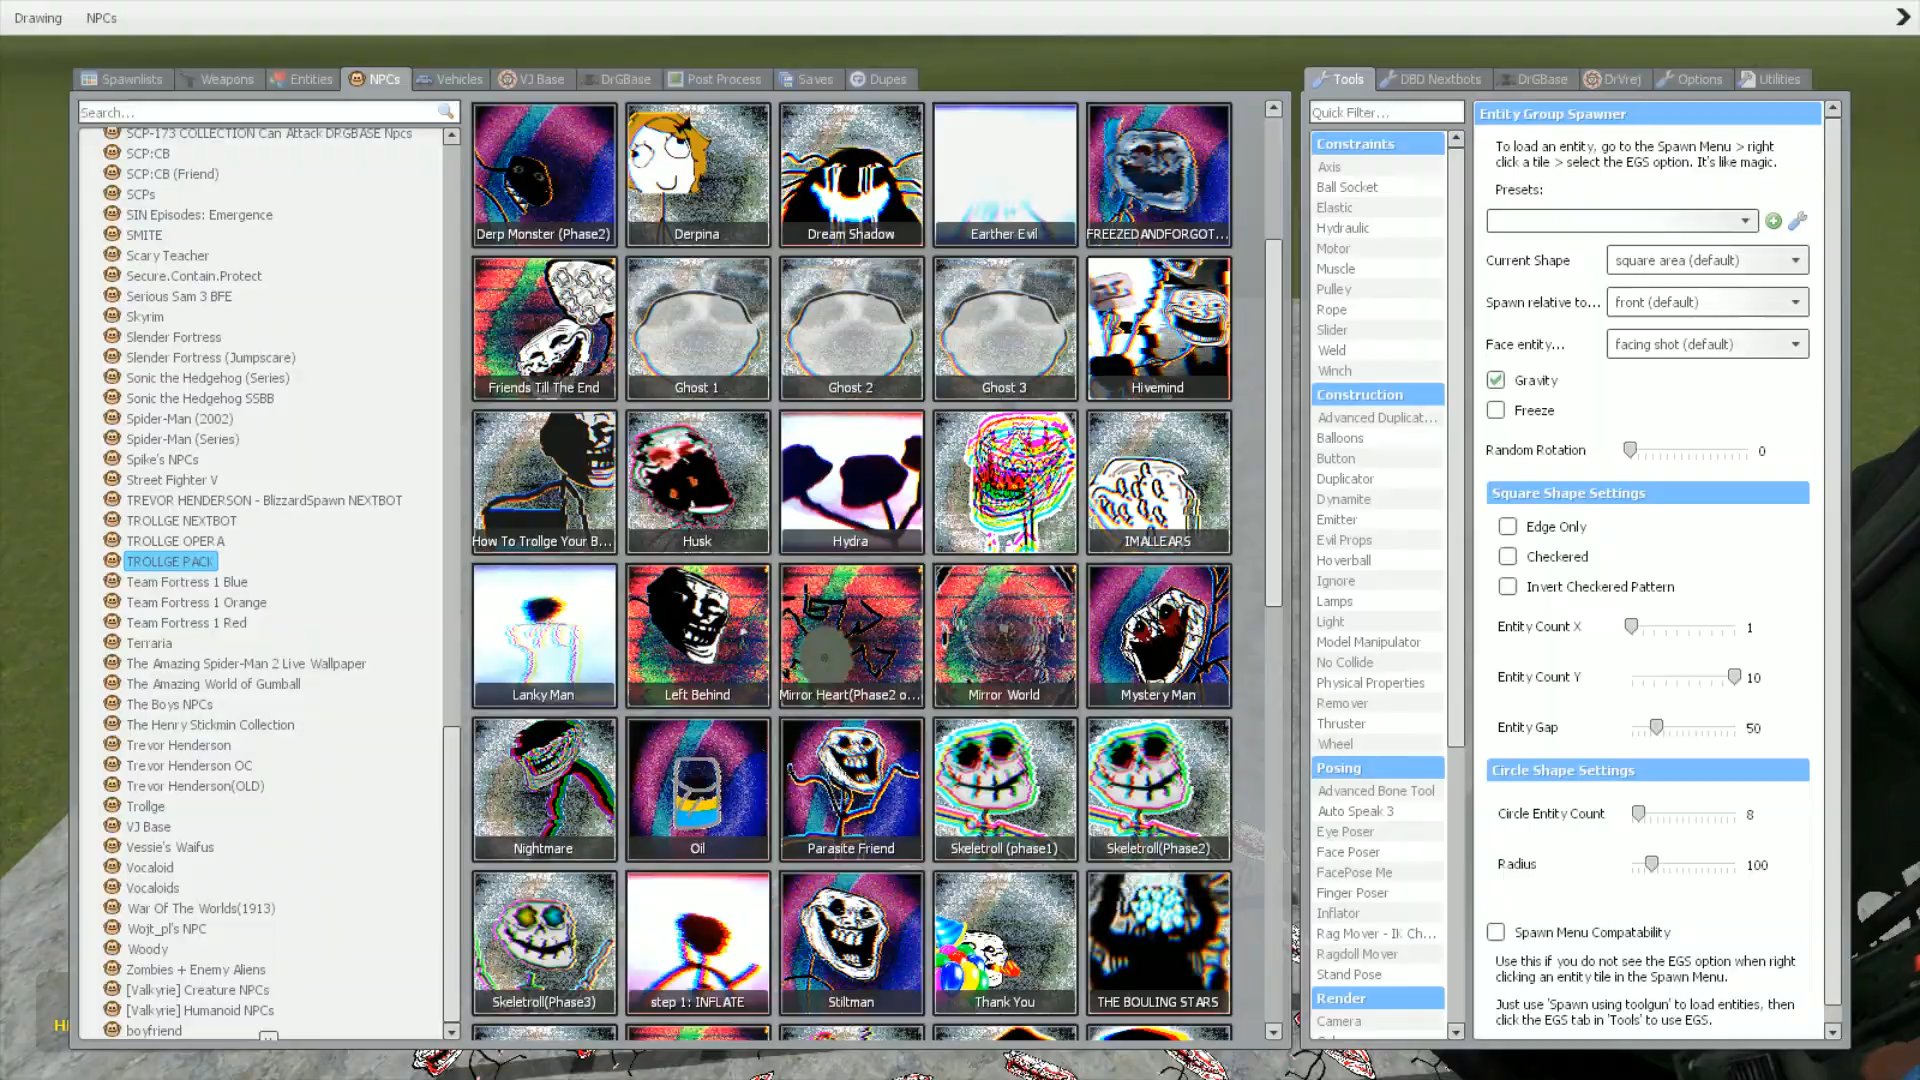 Drawing NPCs
Spawnlists Weapons Entities NPCs Vehicles VJ Base DrGBase Post Process Saves Dupes
Search...
SCP-173 COLLECTION Can Attack DRGBASE Npcs
SCP:CB
SCP:CB (Friend)
SCPs
SIN Episodes: Emergence
SMITE
Scary Teacher
Secure.Contain.Protect
Serious Sam 3 BFE
Skyrim
Slender Fortress
Slender Fortress (Jumpscare)
Sonic the Hedgehog (Series)
Sonic the Hedgehog SSBB
Spider-Man (2002)
Spider-Man (Series)
Spike's NPCs
Street Fighter V
TREVOR HENDERSON - BlizzardSpawn NEXTBOT
TROLLGE NEXTBOT
TROLLGE OPERA
TROLLGE PACK
Team Fortress 1 Blue
Team Fortress 1 Orange
Team Fortress 1 Red
Terraria
The Amazing Spider-Man 2 Live Wallpaper
The Amazing World of Gumball
The Boys NPCs
The Henry Stickmin Collection
Trevor Henderson
Trevor Henderson OC
Trevor Henderson(OLD)
Trollge
VJ Base
Vessie's Waifus
Vocaloid
Vocaloids
War Of The Worlds(1913)
Wojt_pl's NPC
Woody
Zombies + Enemy Aliens
[Valkyrie] Creature NPCs
[Valkyrie] Humanoid NPCs
boyfriend
Derp Monster (Phase2) Derpina Dream Shadow Earther Evil FREEZEDANDFORGOT...
Friends Till The End Ghost 1 Ghost 2 Ghost 3 Hivemind
How To Trollge Your B... Husk Hydra IMALLEARS
Lanky Man Left Behind Mirror Heart(Phase2 o... Mirror World Mystery Man
Nightmare Oil Parasite Friend Skeletroll (phase1) Skeletroll(Phase2)
Skeletroll(Phase3) step 1: INFLATE Stiltman Thank You THE BOULING STARS
Tools DBD Nextbots DrGBase DrVrej Options Utilities
Quick Filter...
Constraints
Axis
Ball Socket
Elastic
Hydraulic
Motor
Muscle
Pulley
Rope
Slider
Weld
Winch
Construction
Advanced Duplicat...
Balloons
Button
Duplicator
Dynamite
Emitter
Evil Props
Hoverball
Ignore
Lamps
Light
Model Manipulator
No Collide
Physical Properties
Remover
Thruster
Wheel
Posing
Advanced Bone Tool
Auto Speak 3
Eye Poser
Face Poser
FacePose Me
Finger Poser
Inflator
Rag Mover - IK Ch...
Ragdoll Mover
Stand Pose
Render
Camera
Entity Group Spawner
To load an entity, go to the Spawn Menu > right
click a tile > select the EGS option. It's like magic.
Presets:
Current Shape square area (default)
Spawn relative to... front (default)
Face entity... facing shot (default)
Gravity
Freeze
Random Rotation 0
Square Shape Settings
Edge Only
Checkered
Invert Checkered Pattern
Entity Count X 1
Entity Count Y 10
Entity Gap 50
Circle Shape Settings
Circle Entity Count 8
Radius 100
Spawn Menu Compatability
Use this if you do not see the EGS option when right
clicking an entity tile in the Spawn Menu.
Just use 'Spawn using toolgun' to load entities, then
click the EGS tab in 'Tools' to use EGS.